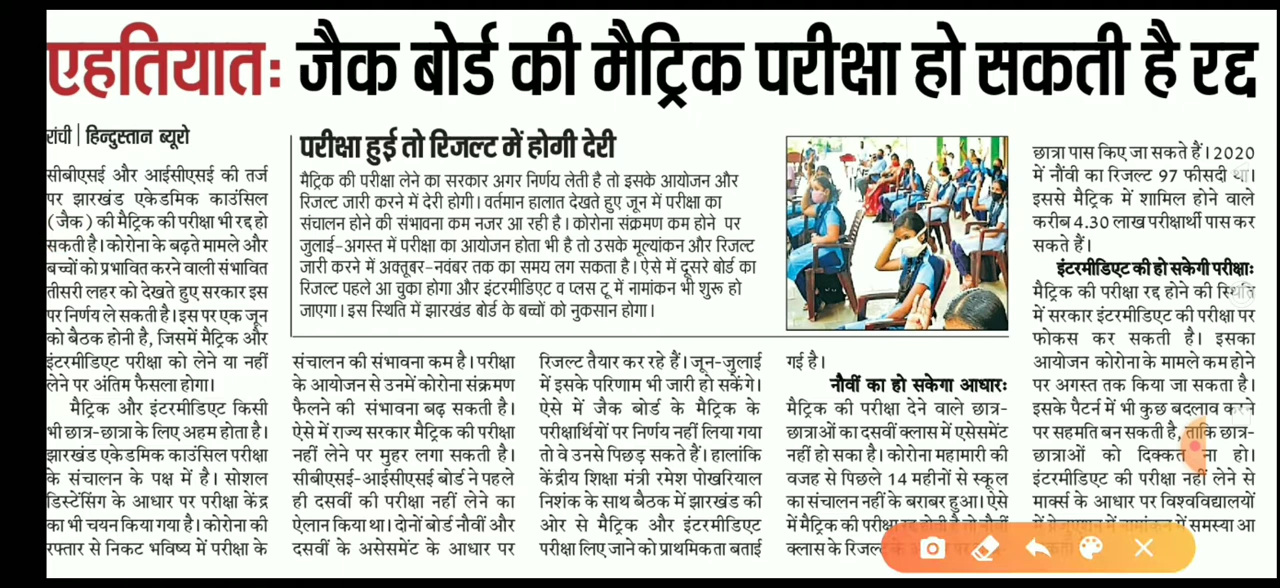 एहतियातः जैक बोर्ड की मैट्रिक परीक्षा हो सकती है रद्द
रांची | हिन्दुस्तान ब्यूरो
सीबीएसई और आईसीएसई की तर्ज
पर झारखंड एकेडमिक काउंसिल
(जैक) की मैट्रिक की परीक्षा भी रद्द हो
सकती है। कोरोना के बढ़ते मामले और
बच्चों को प्रभावित करने वाली संभावित
तीसरी लहर को देखते हुए सरकार इस
पर निर्णय ले सकती है। इस पर एक जून
को बैठक होनी है, जिसमें मैट्रिक और
इंटरमीडिएट परीक्षा को लेने या नहीं
लेने पर अंतिम फैसला होगा।
मैट्रिक और इंटरमीडिएट किसी
भी छात्र-छात्रा के लिए अहम होता है।
झारखंड एकेडमिक काउंसिल परीक्षा
के संचालन के पक्ष में है। सोशल
डिस्टेंसिंग के आधार पर परीक्षा केंद्र
का भी चयन किया गया है। कोरोना की
रफ्तार से निकट भविष्य में परीक्षा के
परीक्षा हुई तो रिजल्ट में होगी देरी
मैट्रिक की परीक्षा लेने का सरकार अगर निर्णय लेती है तो इसके आयोजन और
रिजल्ट जारी करने में देरी होगी। वर्तमान हालात देखते हुए जून में परीक्षा का
संचालन होने की संभावना कम नजर आ रही है। कोरोना संक्रमण कम होने पर
जुलाई-अगस्त में परीक्षा का आयोजन होता भी है तो उसके मूल्यांकन और रिजल्ट
जारी करने में अक्तूबर-नवंबर तक का समय लग सकता है। ऐसे में दूसरे बोर्ड का
रिजल्ट पहले आ चुका होगा और इंटरमीडिएट व प्लस टू में नामांकन भी शुरू हो
जाएगा। इस स्थिति में झारखंड बोर्ड के बच्चों को नुकसान होगा।
संचालन की संभावना कम है। परीक्षा
के आयोजन से उनमें कोरोना संक्रमण
फैलने की संभावना बढ़ सकती है।
ऐसे में राज्य सरकार मैट्रिक की परीक्षा
नहीं लेने पर मुहर लगा सकती है।
सीबीएसई-आईसीएसई बोर्ड ने पहले
ही दसवीं की परीक्षा नहीं लेने का
ऐलान किया था। दोनों बोर्ड नौवीं और
दसवीं के असेसमेंट के आधार पर
रिजल्ट तैयार कर रहे हैं। जून-जुलाई
में इसके परिणाम भी जारी हो सकेंगे।
ऐसे में जैक बोर्ड के मैट्रिक के
परीक्षार्थियों पर निर्णय नहीं लिया गया
तो वे उनसे पिछड़ सकते हैं। हालांकि
केंद्रीय शिक्षा मंत्री रमेश पोखरियाल
निशंक के साथ बैठक में झारखंड की
ओर से मैट्रिक और इंटरमीडिएट
परीक्षा लिए जाने को प्राथमिकता बताई
गई है।
नौवीं का हो सकेगा आधारः
मैट्रिक की परीक्षा देने वाले छात्र-
छात्राओं का दसवीं क्लास में एसेसमेंट
नहीं हो सका है। कोरोना महामारी की
वजह से पिछले 14 महीनों से स्कूल
का संचालन नहीं के बराबर हुआ। ऐसे
में मैट्रिक की परीक्षा रद्द होती है तो नौवीं
क्लास के रिजल्ट
छात्रा पास किए जा सकते हैं। 2020
में नौंवी का रिजल्ट 97 फीसदी था।
इससे मैट्रिक में शामिल होने वाले
करीब 4.30 लाख परीक्षार्थी पास कर
सकते हैं।
इंटरमीडिएट की हो सकेगी परीक्षाः
मैट्रिक की परीक्षा रद्द होने की स्थिति
में सरकार इंटरमीडिएट की परीक्षा पर
फोकस कर सकती है। इसका
आयोजन कोरोना के मामले कम होने
पर अगस्त तक किया जा सकता है।
इसके पैटर्न में भी कुछ बदलाव करने
पर सहमति बन सकती है, ताकि छात्र-
छात्राओं को दिक्कत ना हो।
इंटरमीडिएट की परीक्षा नहीं लेने से
मार्क्स के आधार पर विश्वविद्यालयों
में नामांकन में समस्या आ